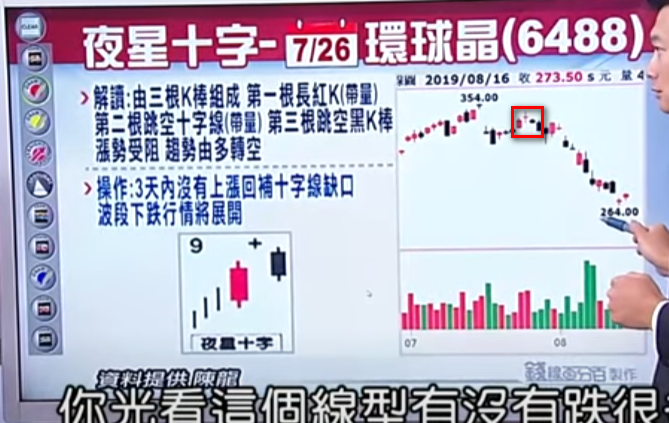 夜星十字-7/26環球晶(6488)
解讀:由三根K棒組成 第一根長紅K(帶量)
第二根跳空十字線(帶量) 第三根跳空黑K棒
漲勢受阻 趨勢由多轉空
操作:3天內沒有上漲回補十字線缺口
波段下跌行情將展開
9
夜星十字
2019/08/16 收 273.50 s 元 量 4
354.00
264.00
07 08
資料提供 陳龍
錢線百分百 製作
你光看這個線型有沒有跌很